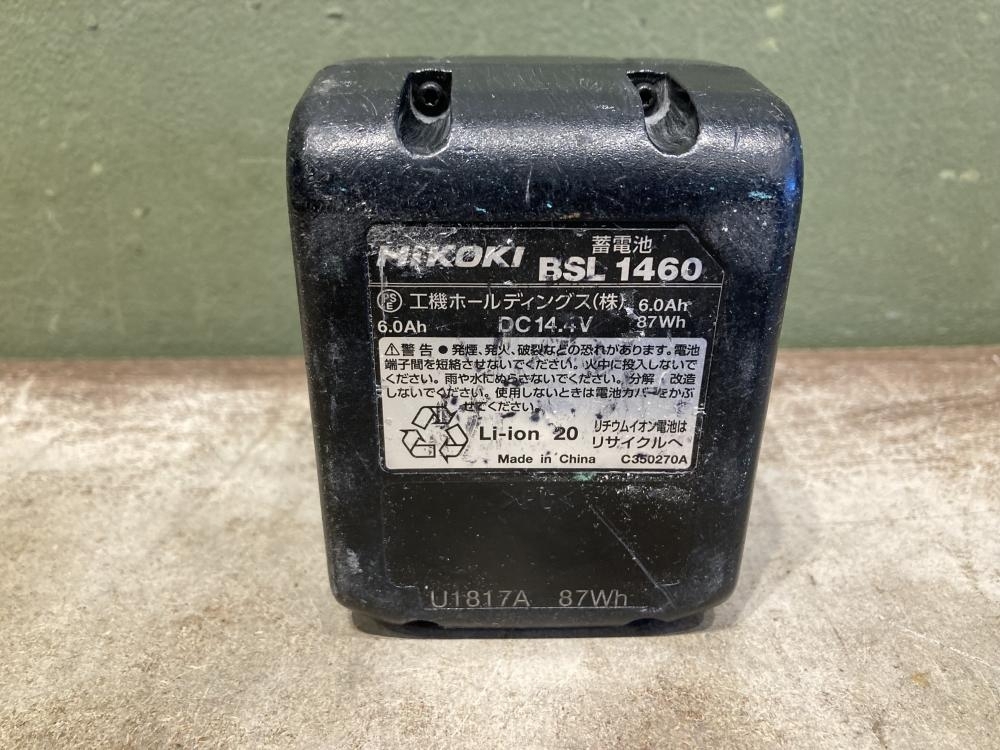 蓄電池
HiKOKI BSL 1460
PS E 工機ホールディングス(株) 6.0Ah
6.0Ah DC14.4V 87Wh
⚠警告 ● 発煙、発火、破裂などの恐れがあります。電池
端子間を短絡させないでください。火中に投入しないで
ください。雨や水にぬらさないでください。分解・改造
しないでください。使用しないときは電池カバーをかぶ
せてください。
Li-ion 20 リチウムイオン電池は
リサイクルへ
Made in China C350270A
U1817A 87Wh